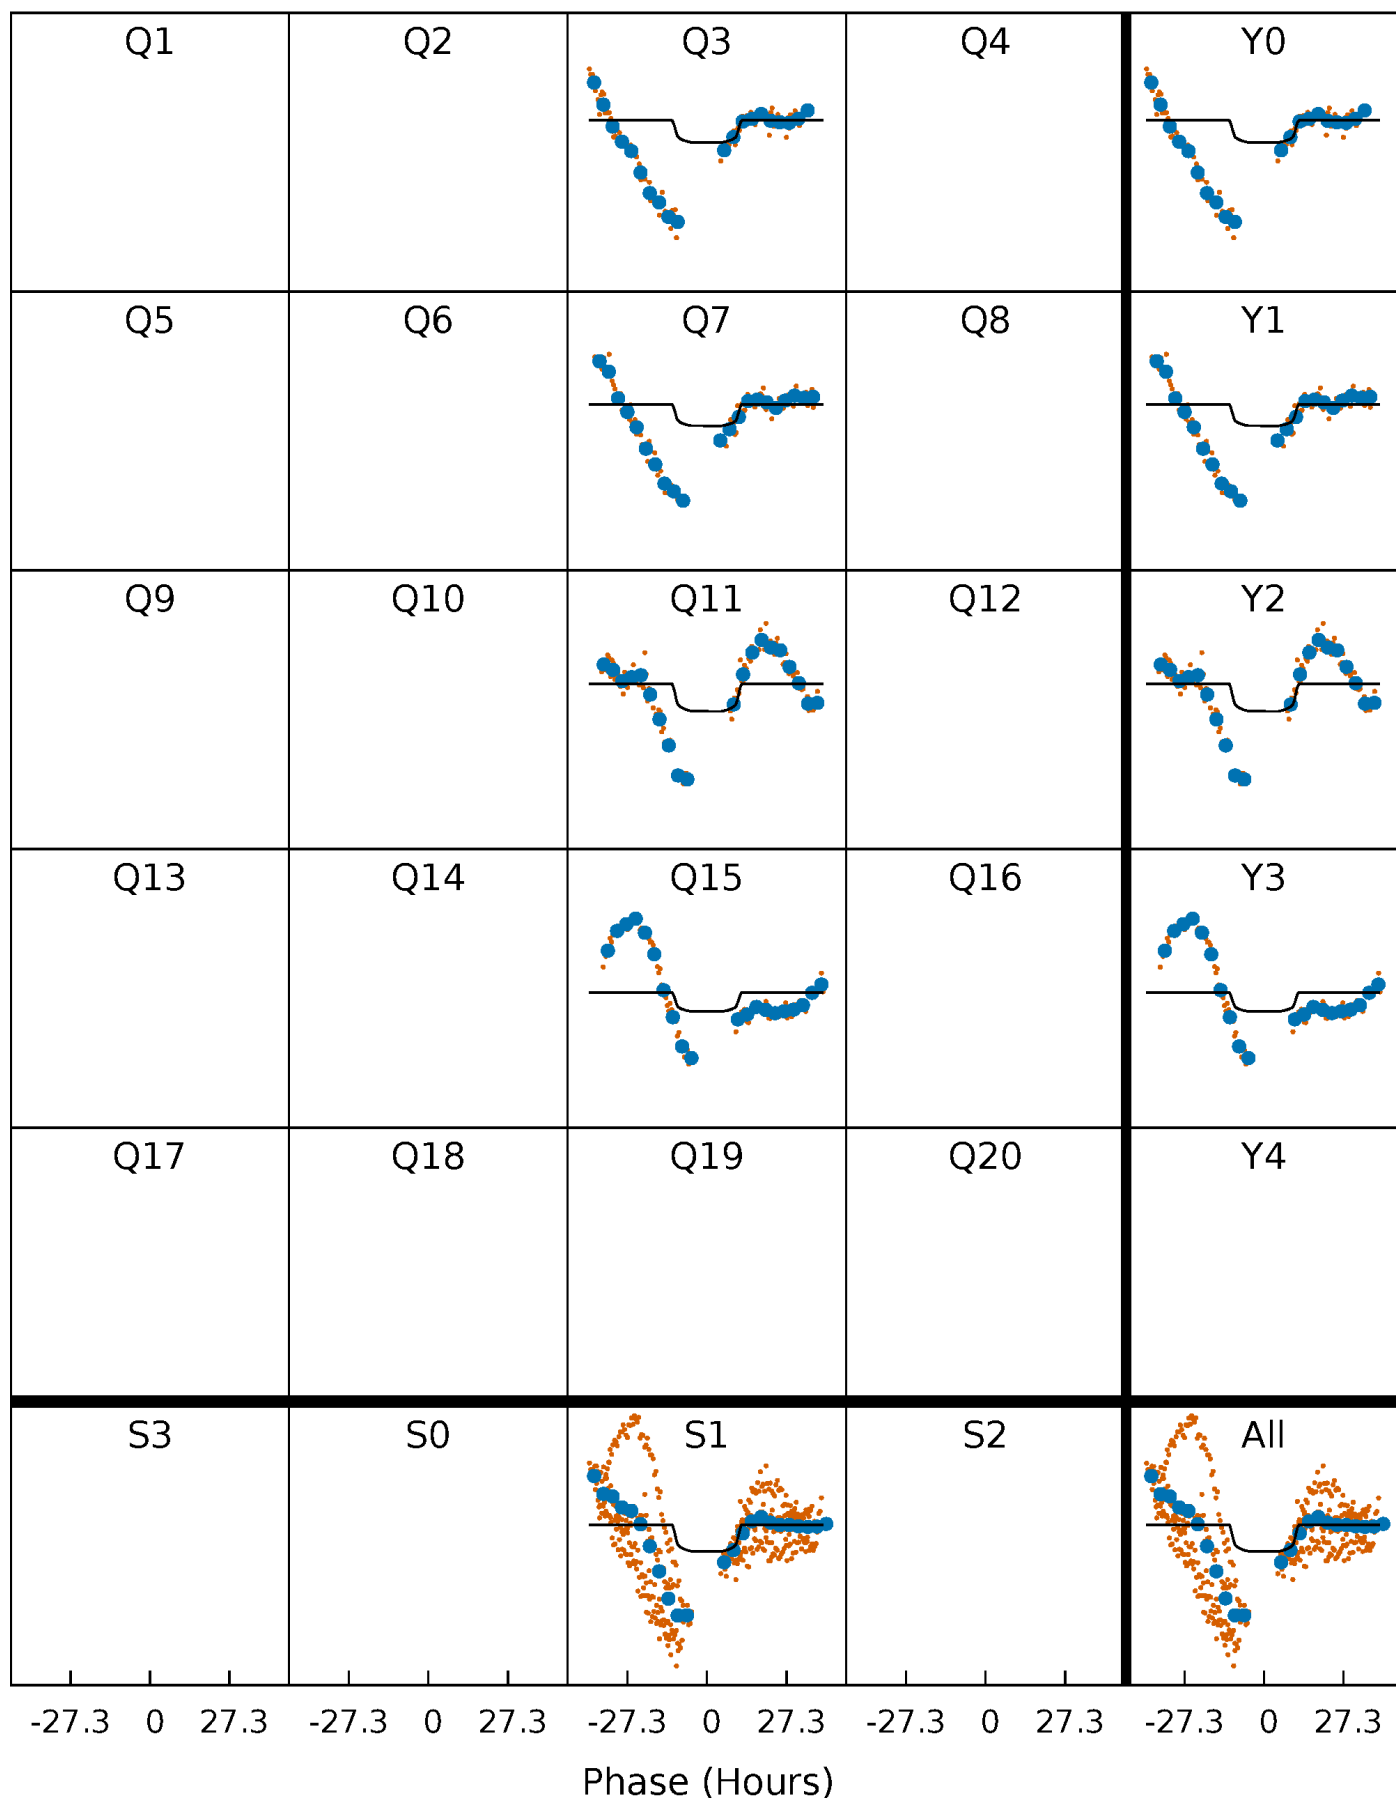 Q1 Q2 Q3 Q4 Y0
Q5 Q6 Q7 Q8 Y1
Q9 Q10 Q11 Q12 Y2
Q13 Q14 Q15 Q16 Y3
Q17 Q18 Q19 Q20 Y4
S3 S0 S1 S2 All
-27.3 0 27.3 -27.3 0 27.3 -27.3 0 27.3 -27.3 0 27.3 -27.3 0 27.3
Phase (Hours)